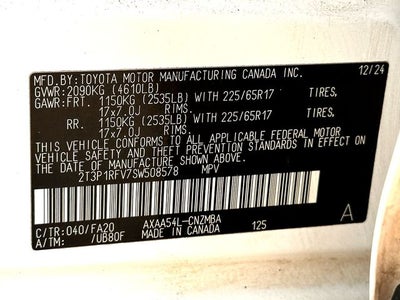 MFD. BY:TOYOTA MOTOR MANUFACTURING CANADA INC. 12/24
GVWR:2090KG (4610LB)
GAWR:FRT. 1150KG (2535LB) WITH 225/65R17 TIRES,
17x7.0J RIMS.
RR. 1150KG (2535LB) WITH 225/65R17 TIRES,
17x7.0J RIMS.
THIS VEHICLE CONFORMS TO ALL APPLICABLE FEDERAL MOTOR
VEHICLE SAFETY AND THEFT PREVENTION STANDARDS IN EFFECT ON
THE DATE OF MANUFACTURE SHOWN ABOVE.
2T3P1RFV7SW508578 MPV
C/TR:040/FA20 AXAA54L-CNZMBA A
A/TM: /UB80F MADE IN CANADA 125